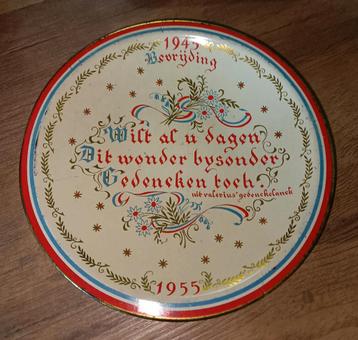 1945
Bevrijding
Wilt al u dagen
Dit wonder bysonder
Gedencken toch.
uit valerius' gedenckclanck
1955